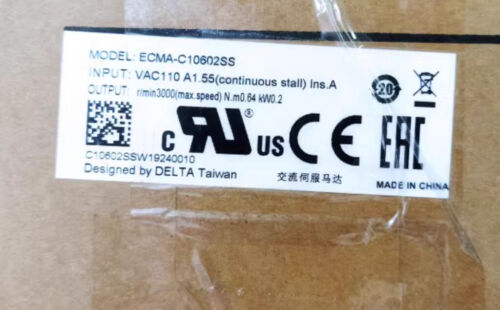 MODEL: ECMA-C10602SS
INPUT: VAC110 A1.55(continuous stall) Ins.A
OUTPUT: r/min3000(max.speed) N.m0.64 kW0.2
20
c RU ® US CE EAC
C10602SSW19240010
Designed by DELTA Taiwan
交流伺服马达
MADE IN CHINA